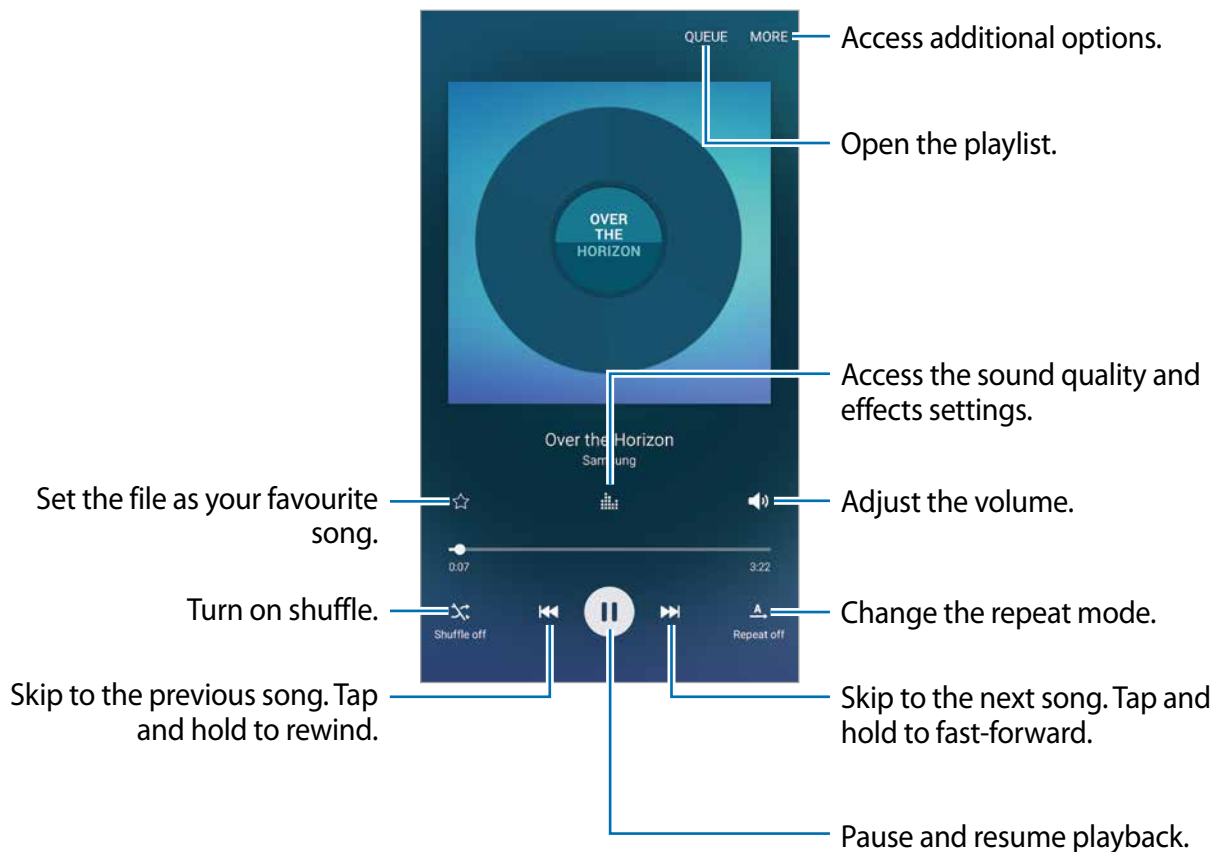 QUEUE MORE
Access additional options.
Open the playlist.
OVER
THE
HORIZON
Access the sound quality and
effects settings.
Over the Horizon
Samsung
Set the file as your favourite
song.
Adjust the volume.
0:07 3:22
Turn on shuffle.
Shuffle off
A
Repeat off
Change the repeat mode.
Skip to the previous song. Tap
and hold to rewind.
Skip to the next song. Tap and
hold to fast-forward.
Pause and resume playback.